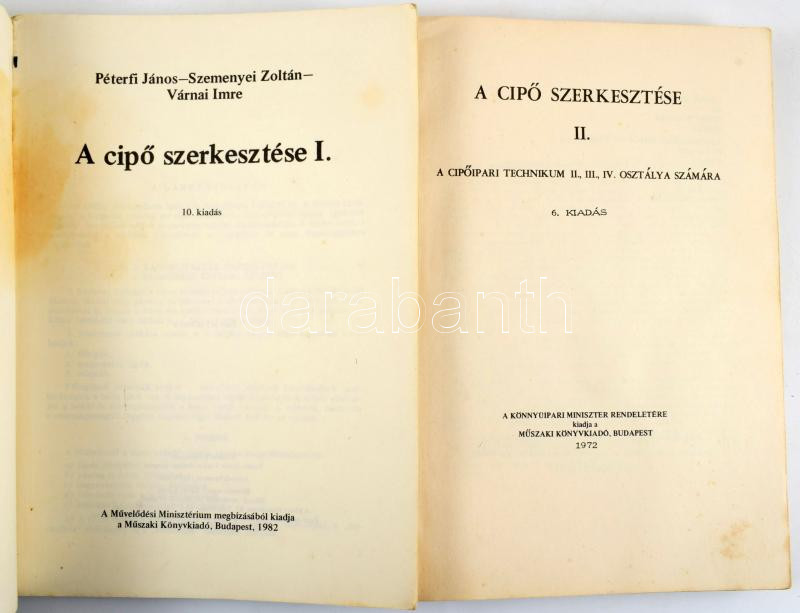 Péterfi János–Szemenyei Zoltán–
Várnai Imre
A cipő szerkesztése I.
10. kiadás
A Művelődési Minisztérium megbízásából kiadja
a Műszaki Könyvkiadó, Budapest, 1982
A CIPŐ SZERKESZTÉSE
II.
A CIPŐIPARI TECHNIKUM II., III., IV. OSZTÁLYA SZÁMÁRA
6. KIADÁS
A KÖNNYŰIPARI MINISZTER RENDELETÉRE
kiadja a
MŰSZAKI KÖNYVKIADÓ, BUDAPEST
1972
darabanth